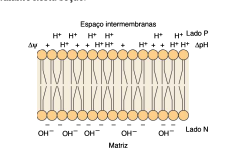 Espaço intermembranas
H⁺ H⁺ H⁺ H⁺ H⁺ Lado P
Δψ + H⁺ + H⁺ + H⁺ H⁺ + H⁺ + H⁺ H⁺ ΔpH
− − − − − Lado N
OH⁻ OH⁻ OH⁻ OH⁻ OH⁻
Matriz